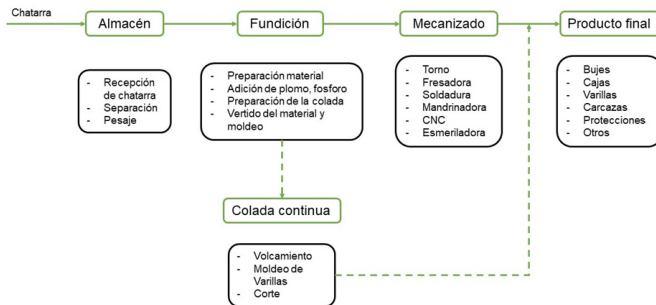 Chatarra
Almacén
Fundición
Mecanizado
Producto final
- Recepción
de chatarra
- Separación
- Pesaje
- Preparación material
- Adición de plomo, fosforo
- Preparación de la colada
- Vertido del material y
moldeo
- Torno
- Fresadora
- Soldadura
- Mandrinadora
- CNC
- Esmeriladora
- Bujes
- Cajas
- Varillas
- Carcazas
- Protecciones
- Otros
Colada continua
- Volcamiento
- Moldeo de
Varillas
- Corte